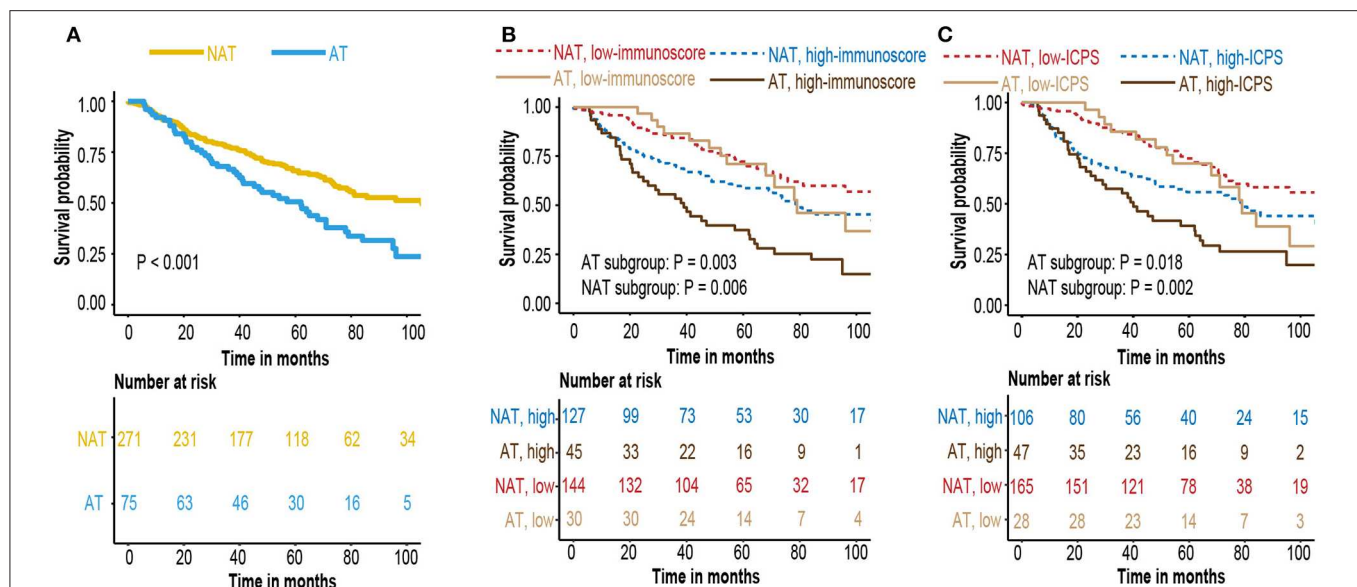 A
NAT AT
Survival probability
1.00
0.75
0.50
0.25
0.00
P < 0.001
0 20 40 60 80 100
Time in months
Number at risk
NAT 271 231 177 118 62 34
AT 75 63 46 30 16 5
0 20 40 60 80 100
Time in months
B
NAT, low-immunoscore NAT, high-immunoscore
AT, low-immunoscore AT, high-immunoscore
Survival probability
1.00
0.75
0.50
0.25
0.00
AT subgroup: P = 0.003
NAT subgroup: P = 0.006
0 20 40 60 80 100
Time in months
Number at risk
NAT, high 127 99 73 53 30 17
AT, high 45 33 22 16 9 1
NAT, low 144 132 104 65 32 17
AT, low 30 30 24 14 7 4
0 20 40 60 80 100
Time in months
C
NAT, low-ICPS NAT, high-ICPS
AT, low-ICPS AT, high-ICPS
Survival probability
1.00
0.75
0.50
0.25
0.00
AT subgroup: P = 0.018
NAT subgroup: P = 0.002
0 20 40 60 80 100
Time in months
Number at risk
NAT, high 106 80 56 40 24 15
AT, high 47 35 23 16 9 2
NAT, low 165 151 121 78 38 19
AT, low 28 28 23 14 7 3
0 20 40 60 80 100
Time in months